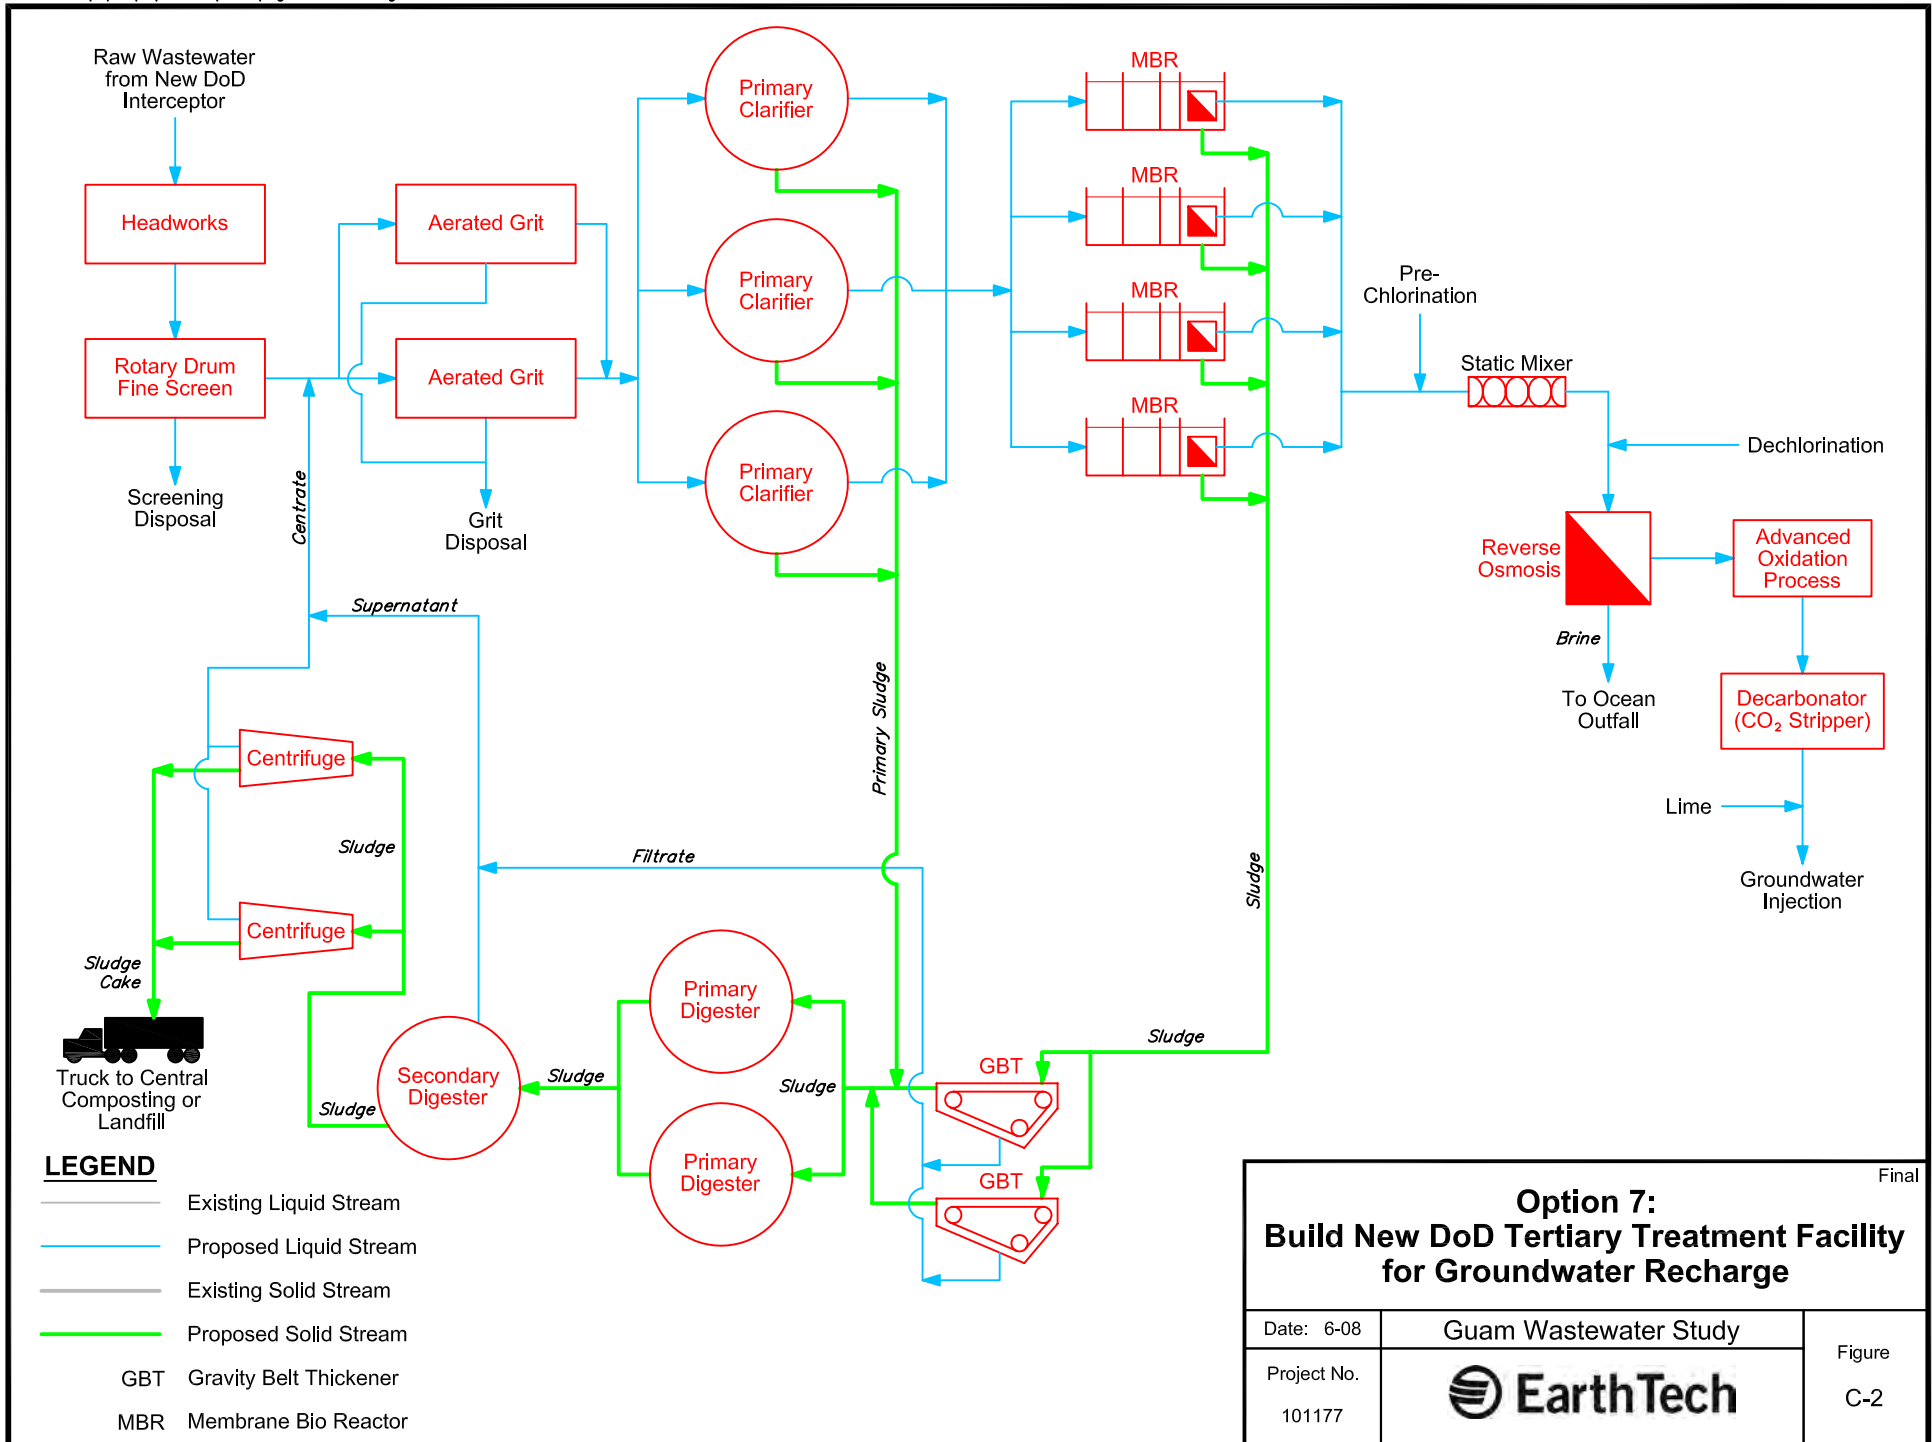 Raw Wastewater
from New DoD
Interceptor
Headworks
Rotary Drum
Fine Screen
Screening
Disposal
Aerated Grit
Aerated Grit
Grit
Disposal
Centrate
Supernatant
Primary
Clarifier
Primary
Clarifier
Primary
Clarifier
Primary Sludge
MBR
MBR
MBR
MBR
Sludge
Pre-
Chlorination
Static Mixer
Dechlorination
Reverse
Osmosis
Advanced
Oxidation
Process
Brine
To Ocean
Outfall
Decarbonator
(CO₂ Stripper)
Lime
Groundwater
Injection
Centrifuge
Centrifuge
Sludge
Sludge
Cake
Truck to Central
Composting or
Landfill
Filtrate
Sludge
Secondary
Digester
Sludge
Primary
Digester
Primary
Digester
Sludge
GBT
GBT
Sludge
LEGEND
Existing Liquid Stream
Proposed Liquid Stream
Existing Solid Stream
Proposed Solid Stream
GBT Gravity Belt Thickener
MBR Membrane Bio Reactor
Final
Option 7:
Build New DoD Tertiary Treatment Facility
for Groundwater Recharge
Date: 6-08
Guam Wastewater Study
Project No.
101177
EarthTech
Figure
C-2